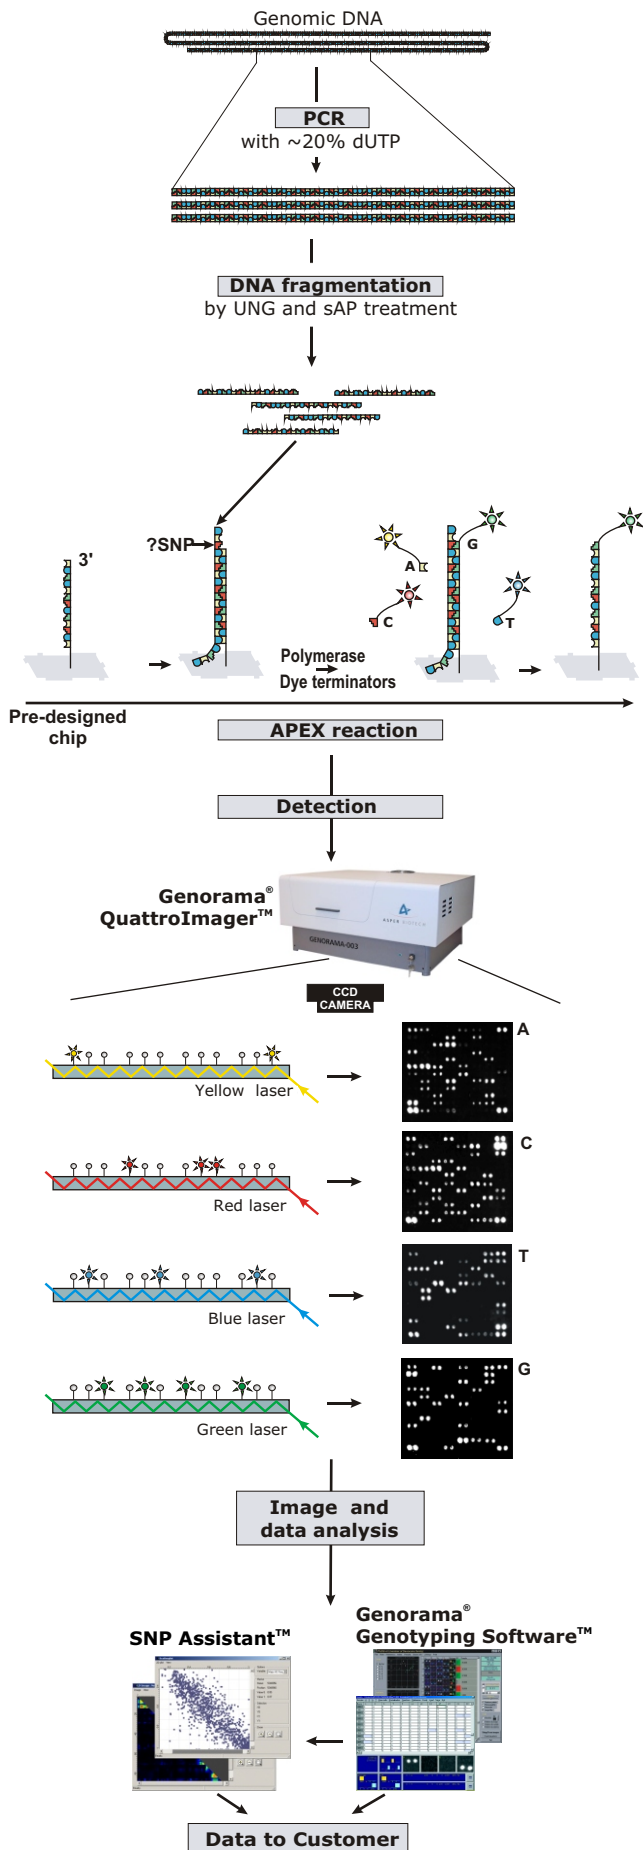 Genomic DNA
PCR
with ~20% dUTP
DNA fragmentation
by UNG and sAP treatment
?SNP
3'
A
G
C
T
Polymerase
Dye terminators
Pre-designed
chip
APEX reaction
Detection
Genorama®
QuattroImager™
ASPER BIOTECH
GENORAMA-003
CCD
CAMERA
A
Yellow laser
C
Red laser
T
Blue laser
G
Green laser
Image and
data analysis
SNP Assistant™
Genorama®
Genotyping Software™
Data to Customer